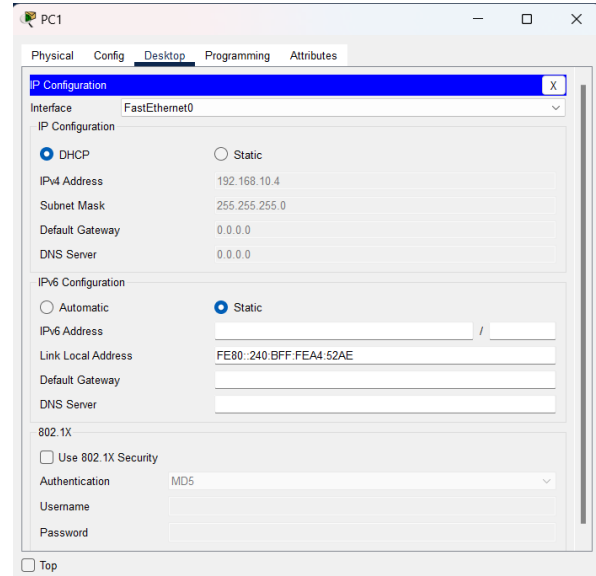 PC1
Physical Config Desktop Programming Attributes
IP Configuration X
Interface FastEthernet0
IP Configuration
DHCP Static
IPv4 Address 192.168.10.4
Subnet Mask 255.255.255.0
Default Gateway 0.0.0.0
DNS Server 0.0.0.0
IPv6 Configuration
Automatic Static
IPv6 Address /
Link Local Address FE80::240:BFF:FEA4:52AE
Default Gateway
DNS Server
802.1X
Use 802.1X Security
Authentication MD5
Username
Password
Top